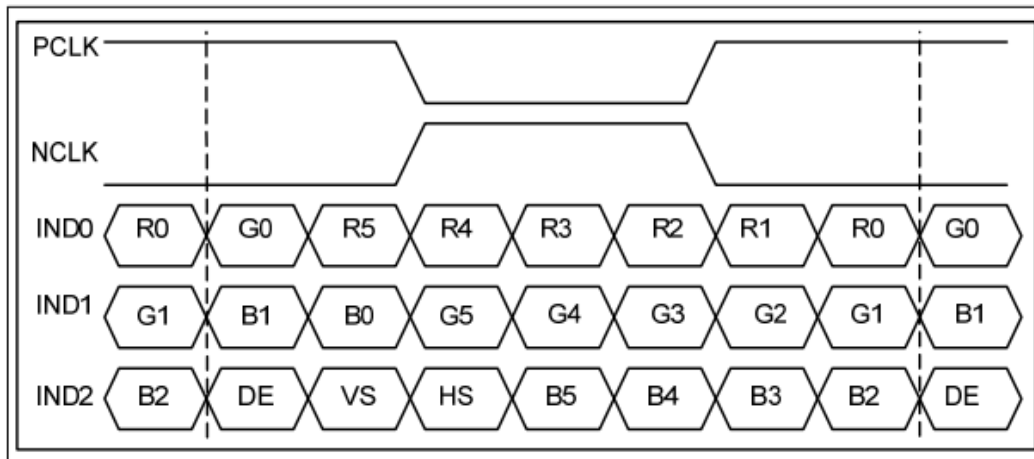 PCLK
NCLK
IND0 R0 G0 R5 R4 R3 R2 R1 R0 G0
IND1 G1 B1 B0 G5 G4 G3 G2 G1 B1
IND2 B2 DE VS HS B5 B4 B3 B2 DE